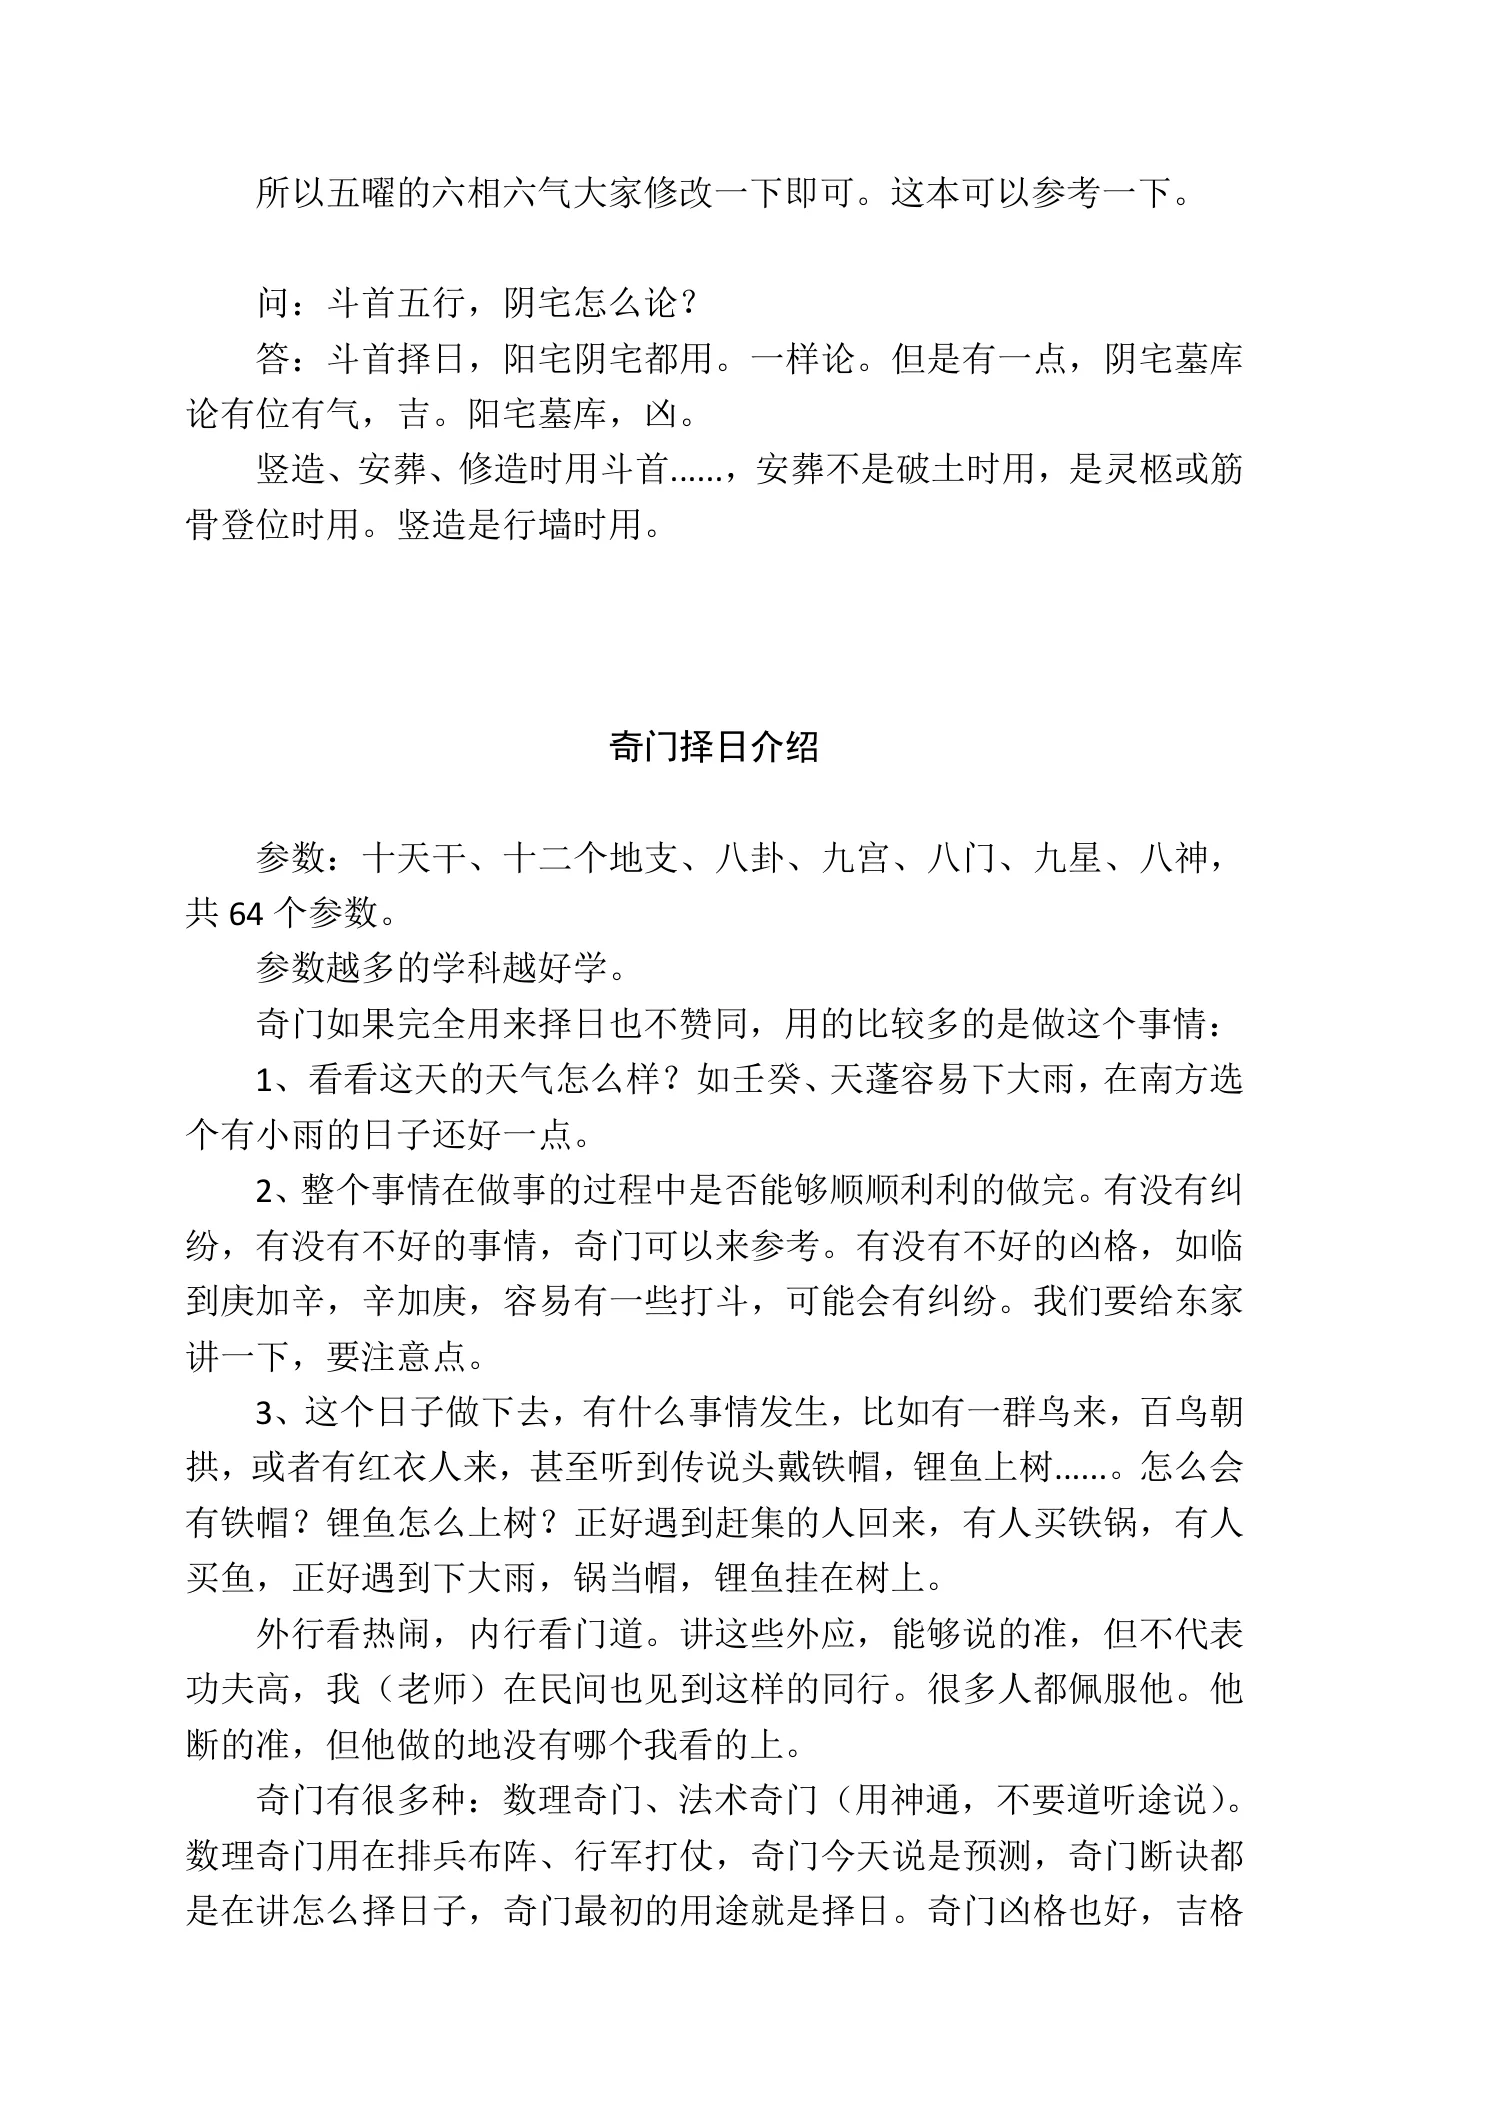 所以五曜的六相六气大家修改一下即可。这本可以参考一下。
问：斗首五行，阴宅怎么论？
答：斗首择日，阳宅阴宅都用。一样论。但是有一点，阴宅墓库
论有位有气，吉。阳宅墓库，凶。
竖造、安葬、修造时用斗首......，安葬不是破土时用，是灵柩或筋
骨登位时用。竖造是行墙时用。
奇门择日介绍
参数：十天干、十二个地支、八卦、九宫、八门、九星、八神，
共 64 个参数。
参数越多的学科越好学。
奇门如果完全用来择日也不赞同，用的比较多的是做这个事情：
1、看看这天的天气怎么样？如壬癸、天蓬容易下大雨，在南方选
个有小雨的日子还好一点。
2、整个事情在做事的过程中是否能够顺顺利利的做完。有没有纠
纷，有没有不好的事情，奇门可以来参考。有没有不好的凶格，如临
到庚加辛，辛加庚，容易有一些打斗，可能会有纠纷。我们要给东家
讲一下，要注意点。
3、这个日子做下去，有什么事情发生，比如有一群鸟来，百鸟朝
拱，或者有红衣人来，甚至听到传说头戴铁帽，锂鱼上树......。怎么会
有铁帽？锂鱼怎么上树？正好遇到赶集的人回来，有人买铁锅，有人
买鱼，正好遇到下大雨，锅当帽，锂鱼挂在树上。
外行看热闹，内行看门道。讲这些外应，能够说的准，但不代表
功夫高，我（老师）在民间也见到这样的同行。很多人都佩服他。他
断的准，但他做的地没有哪个我看的上。
奇门有很多种：数理奇门、法术奇门（用神通，不要道听途说）。
数理奇门用在排兵布阵、行军打仗，奇门今天说是预测，奇门断诀都
是在讲怎么择日子，奇门最初的用途就是择日。奇门凶格也好，吉格